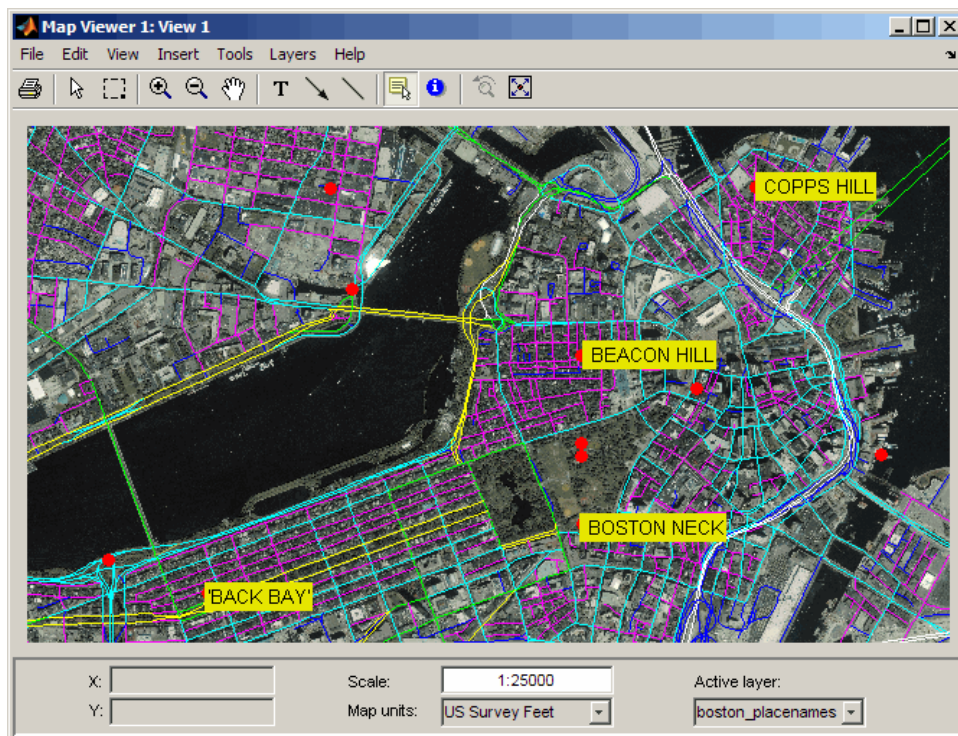 Map Viewer 1: View 1
File Edit View Insert Tools Layers Help
T
COPPS HILL
BEACON HILL
BOSTON NECK
'BACK BAY'
X:
Scale: 1:25000
Active layer:
Y:
Map units: US Survey Feet
boston_placenames